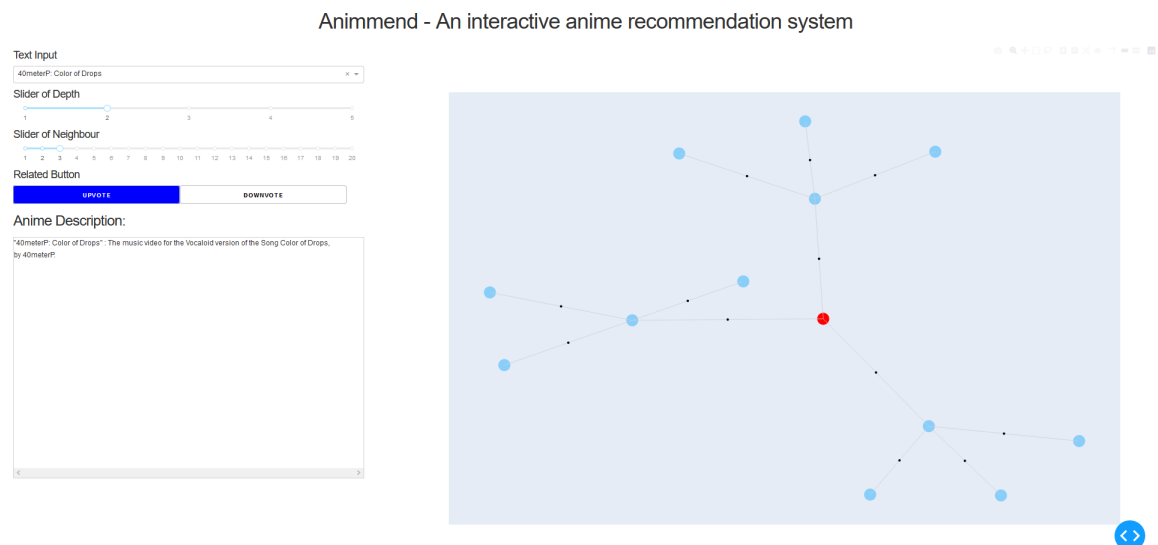 Animmend - An interactive anime recommendation system
Text Input
40meterP: Color of Drops
Slider of Depth
1 2 3 4 5
Slider of Neighbour
1 2 3 4 5 6 7 8 9 10 11 12 13 14 15 16 17 18 19 20
Related Button
UPVOTE DOWNVOTE
Anime Description:
"40meterP: Color of Drops" : The music video for the Vocaloid version of the Song Color of Drops,
by 40meterP.